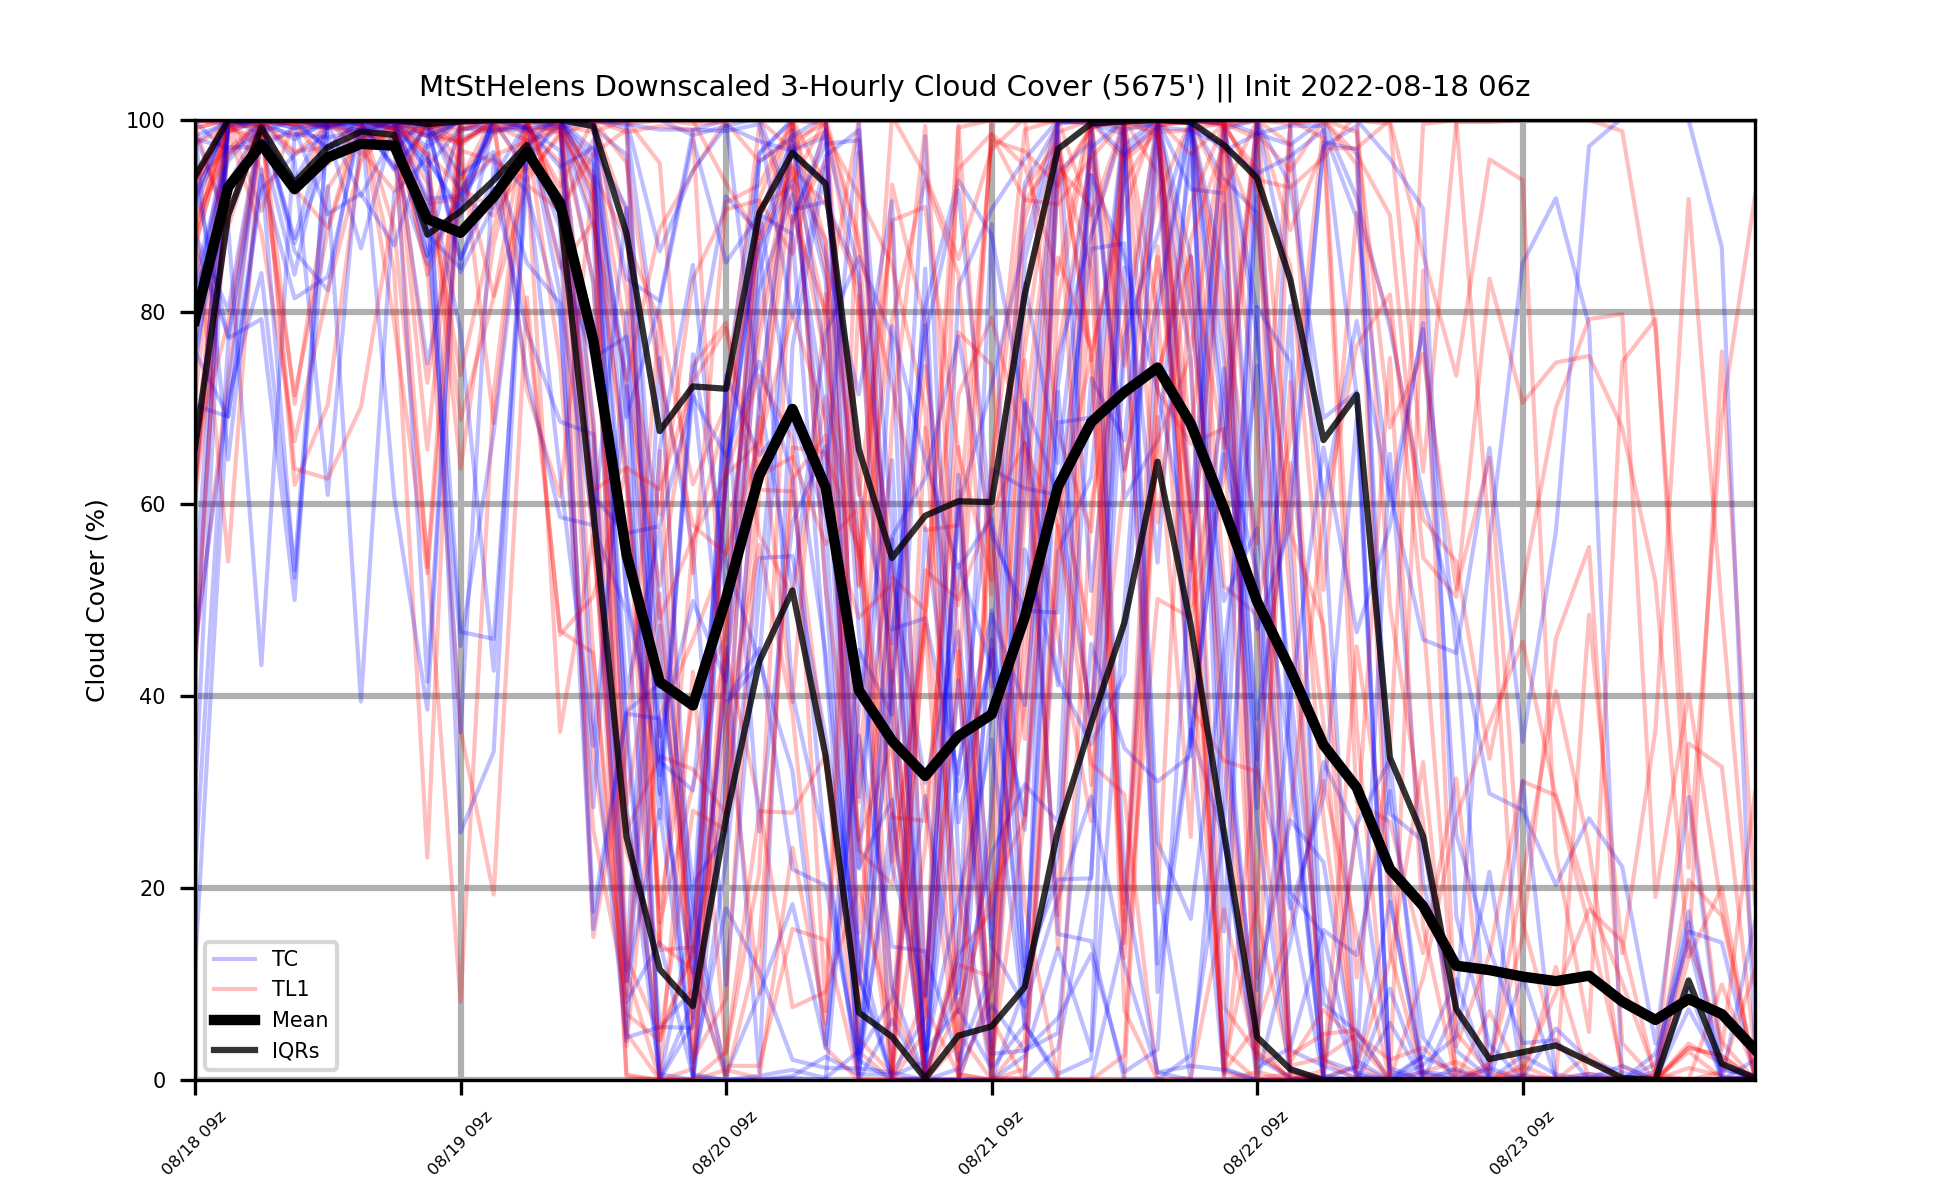 MtStHelens Downscaled 3-Hourly Cloud Cover (5675') || Init 2022-08-18 06z
Cloud Cover (%)
100
80
60
40
20
0
TC
TL1
Mean
IQRs
08/18 09z
08/19 09z
08/20 09z
08/21 09z
08/22 09z
08/23 09z